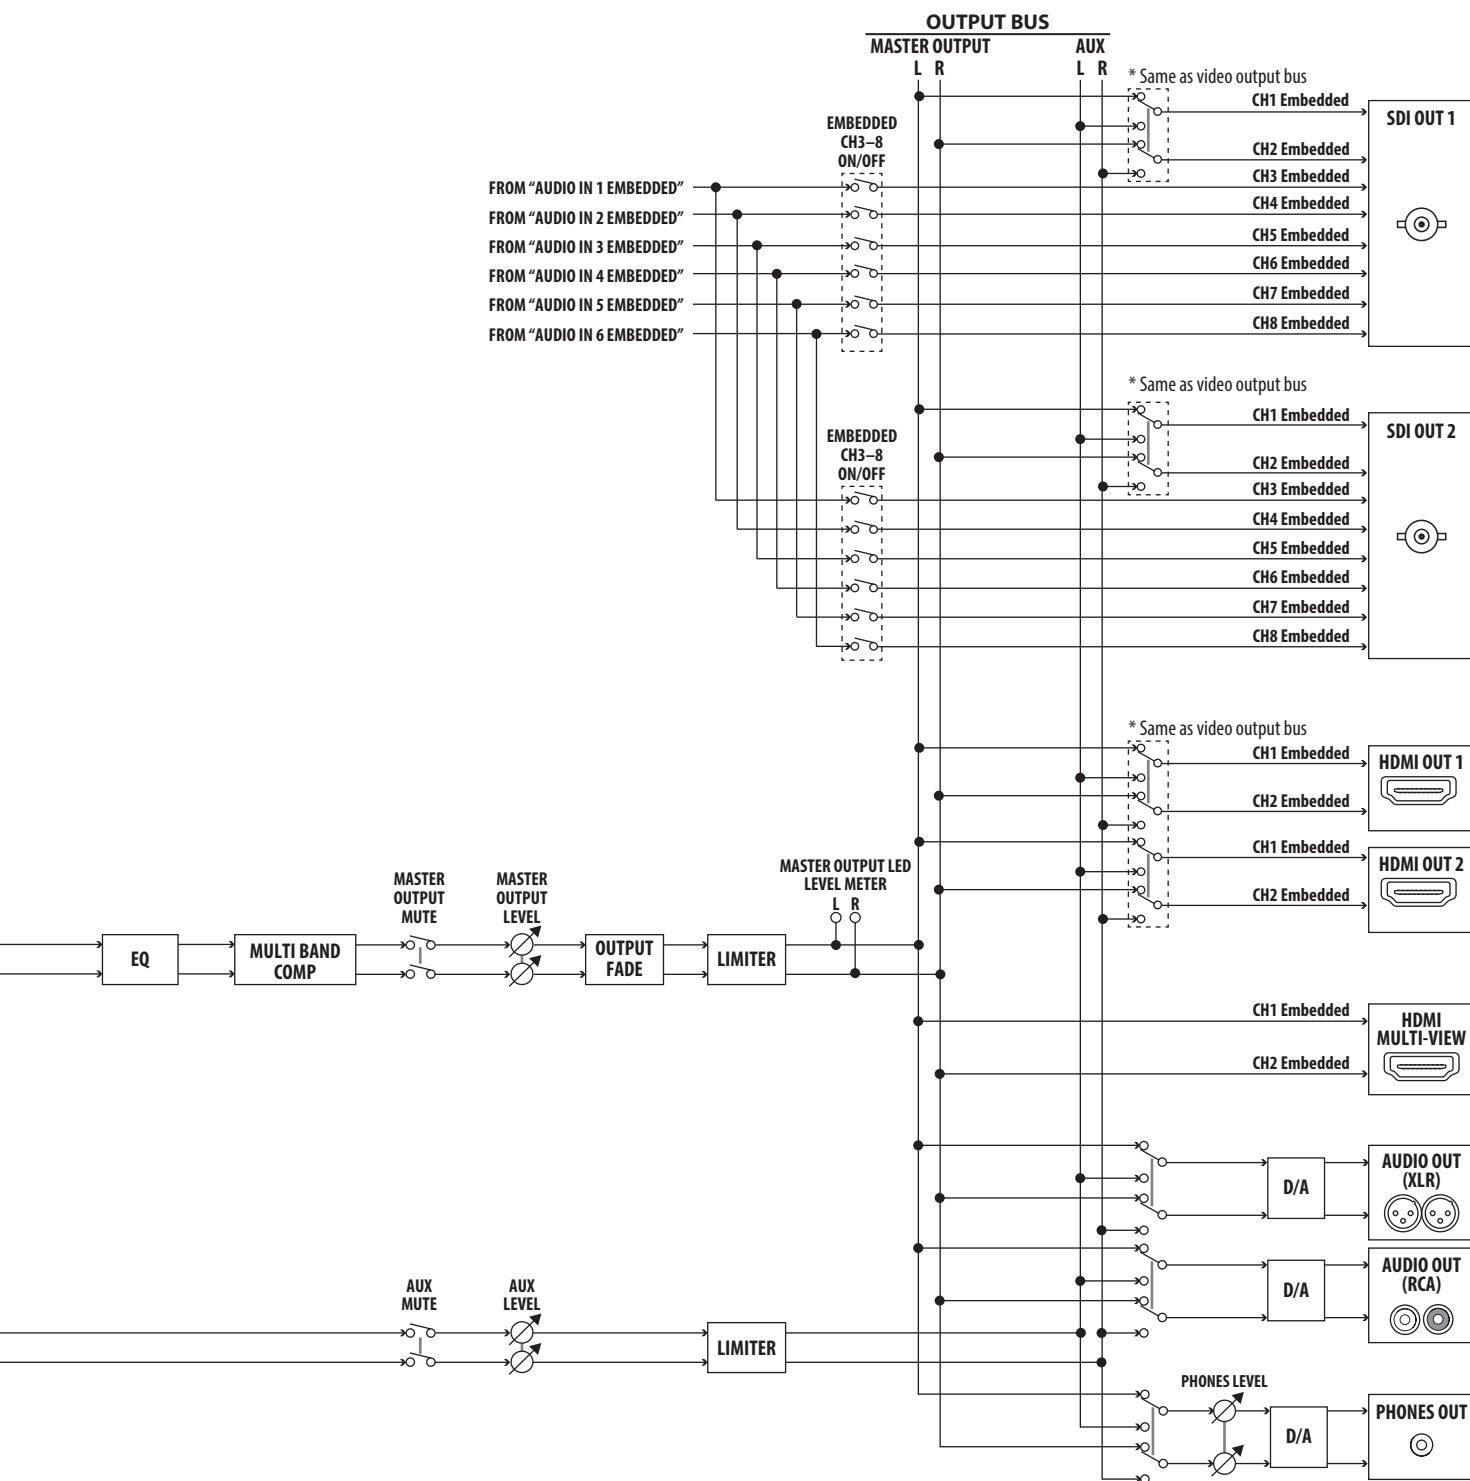 OUTPUT BUS
MASTER OUTPUT
AUX
L R
L R
* Same as video output bus
CH1 Embedded
SDI OUT 1
EMBEDDED
CH3–8
ON/OFF
CH2 Embedded
FROM “AUDIO IN 1 EMBEDDED”
CH3 Embedded
FROM “AUDIO IN 2 EMBEDDED”
CH4 Embedded
FROM “AUDIO IN 3 EMBEDDED”
CH5 Embedded
FROM “AUDIO IN 4 EMBEDDED”
CH6 Embedded
FROM “AUDIO IN 5 EMBEDDED”
CH7 Embedded
FROM “AUDIO IN 6 EMBEDDED”
CH8 Embedded
* Same as video output bus
CH1 Embedded
SDI OUT 2
EMBEDDED
CH3–8
ON/OFF
CH2 Embedded
CH3 Embedded
CH4 Embedded
CH5 Embedded
CH6 Embedded
CH7 Embedded
CH8 Embedded
* Same as video output bus
CH1 Embedded
HDMI OUT 1
CH2 Embedded
CH1 Embedded
HDMI OUT 2
CH2 Embedded
MASTER
OUTPUT
MUTE
MASTER
OUTPUT
LEVEL
MASTER OUTPUT LED
LEVEL METER
L R
EQ
MULTI BAND
COMP
OUTPUT
FADE
LIMITER
CH1 Embedded
HDMI
MULTI-VIEW
CH2 Embedded
D/A
AUDIO OUT
(XLR)
D/A
AUDIO OUT
(RCA)
AUX
MUTE
AUX
LEVEL
LIMITER
PHONES LEVEL
D/A
PHONES OUT